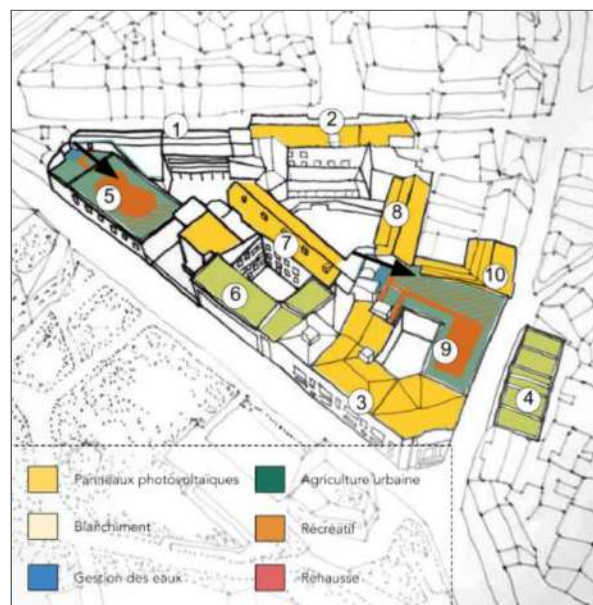 1
2
5
8
7
10
6
9
3
4
Panneaux photovoltaïques
Agriculture urbaine
Blanchiment
Récréatif
Gestion des eaux
Rehausse